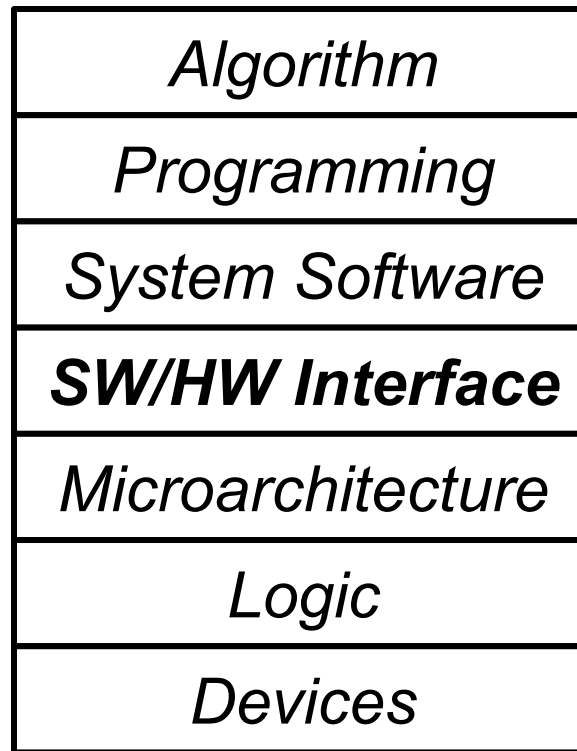 Algorithm
Programming
System Software
SW/HW Interface
Microarchitecture
Logic
Devices